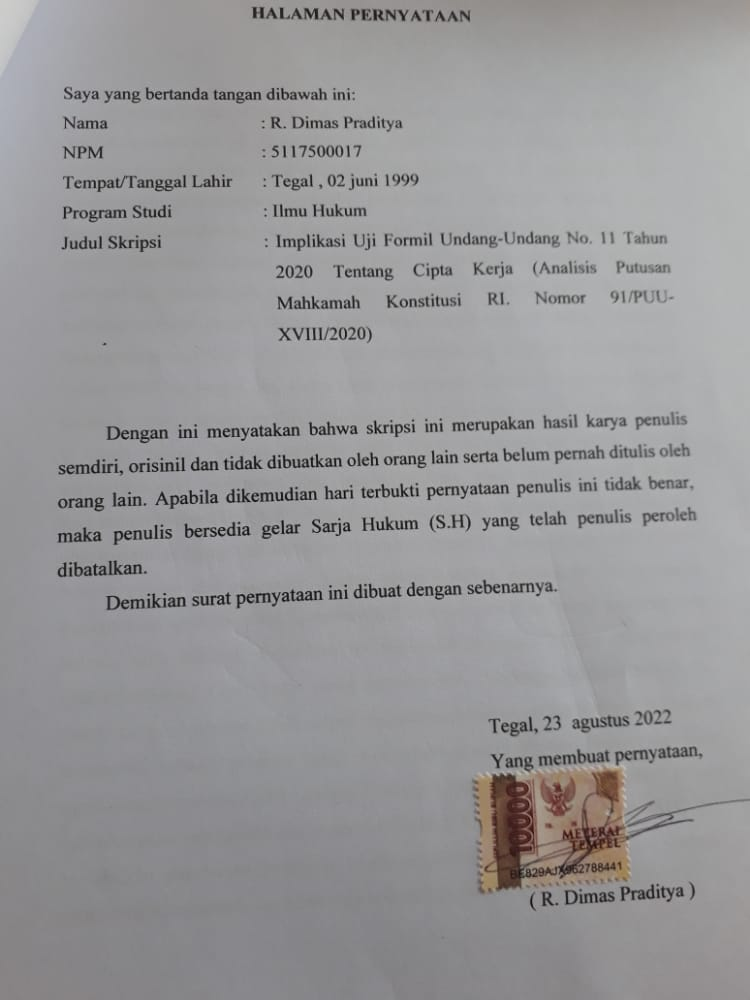 HALAMAN PERNYATAAN
Saya yang bertanda tangan dibawah ini:
Nama : R. Dimas Praditya
NPM : 5117500017
Tempat/Tanggal Lahir : Tegal , 02 juni 1999
Program Studi : Ilmu Hukum
Judul Skripsi : Implikasi Uji Formil Undang-Undang No. 11 Tahun
2020 Tentang Cipta Kerja (Analisis Putusan
Mahkamah Konstitusi RI. Nomor 91/PUU-
XVIII/2020)
Dengan ini menyatakan bahwa skripsi ini merupakan hasil karya penulis
semdiri, orisinil dan tidak dibuatkan oleh orang lain serta belum pernah ditulis oleh
orang lain. Apabila dikemudian hari terbukti pernyataan penulis ini tidak benar,
maka penulis bersedia gelar Sarja Hukum (S.H) yang telah penulis peroleh
dibatalkan.
Demikian surat pernyataan ini dibuat dengan sebenarnya.
Tegal, 23 agustus 2022
Yang membuat pernyataan,
10000
METERAI
TEMPEL
( R. Dimas Praditya )